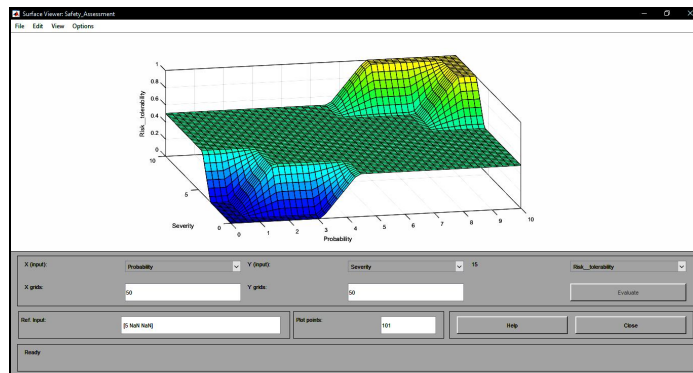 Surface Viewer: Safety_Assessment
File Edit View Options
1
0.8
0.6
0.4
0.2
0
Risk__tolerability
10
5
0
Severity
0 1 2 3 4 5 6 7 8 9 10
Probability
X (input): Probability Y (input): Severity 15 Risk__tolerability
X grids: 50 Y grids: 50 Evaluate
Ref. Input: [5 NaN NaN] Plot points: 101 Help Close
Ready